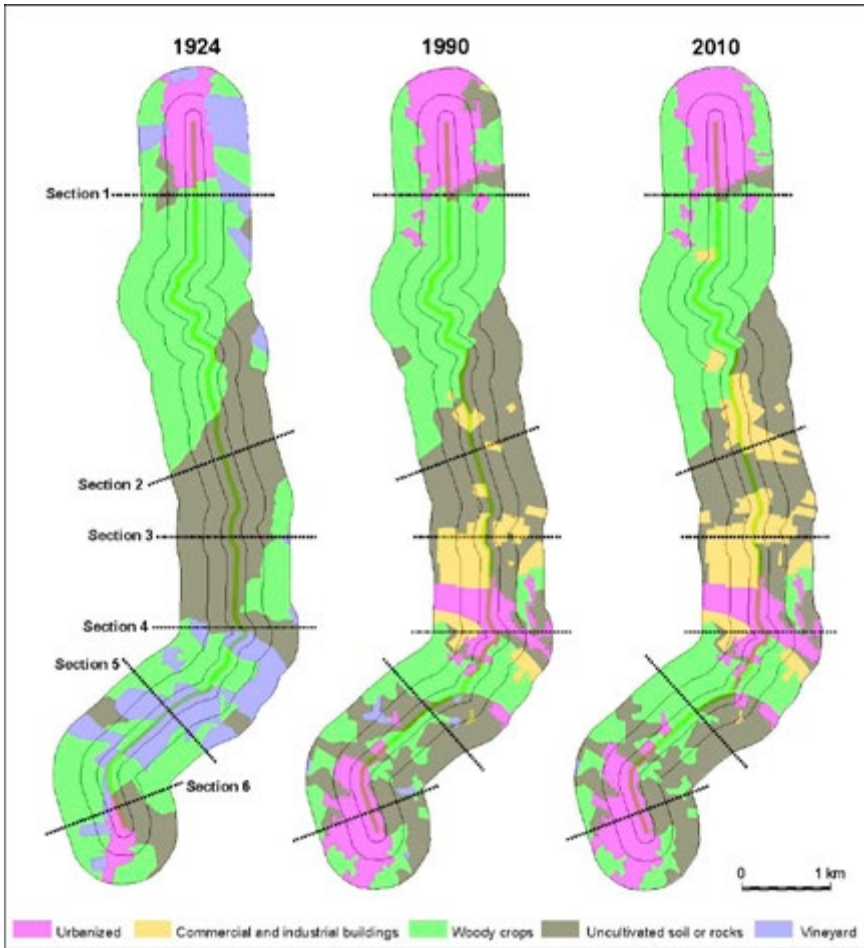 1924 1990 2010
Section 1
Section 2
Section 3
Section 4
Section 5
Section 6
0 1 km
Urbanized Commercial and industrial buildings Woody crops Uncultivated soil or rocks Vineyard